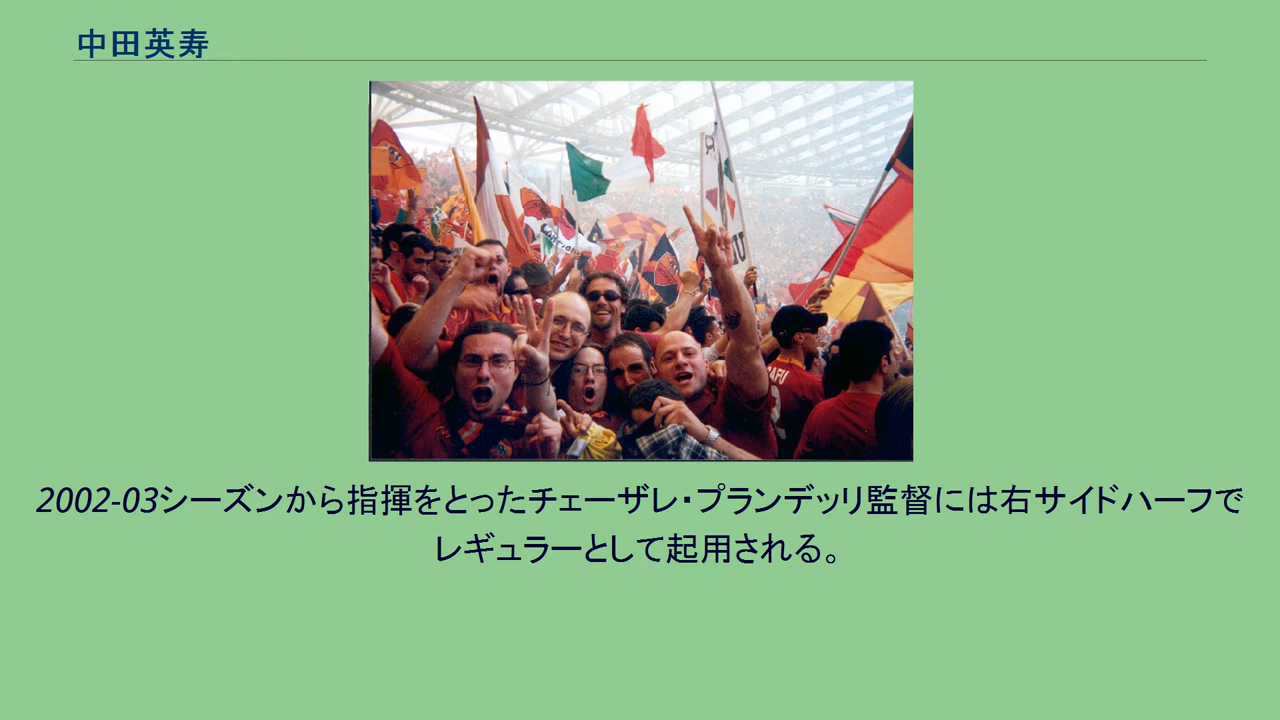 中田英寿
CAFU
2002-03シーズンから指揮をとったチェーザレ・プランデッリ監督には右サイドハーフで
レギュラーとして起用される。